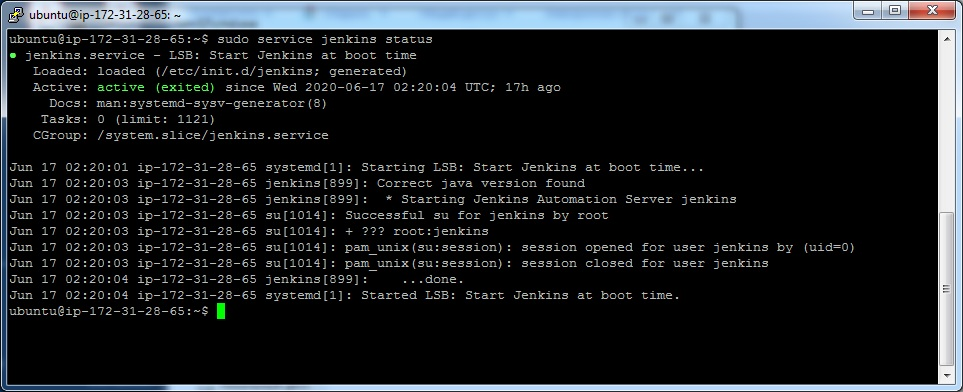 ubuntu@ip-172-31-28-65: ~
ubuntu@ip-172-31-28-65:~$ sudo service jenkins status
● jenkins.service - LSB: Start Jenkins at boot time
Loaded: loaded (/etc/init.d/jenkins; generated)
Active: active (exited) since Wed 2020-06-17 02:20:04 UTC; 17h ago
Docs: man:systemd-sysv-generator(8)
Tasks: 0 (limit: 1121)
CGroup: /system.slice/jenkins.service
Jun 17 02:20:01 ip-172-31-28-65 systemd[1]: Starting LSB: Start Jenkins at boot time...
Jun 17 02:20:03 ip-172-31-28-65 jenkins[899]: Correct java version found
Jun 17 02:20:03 ip-172-31-28-65 jenkins[899]:  * Starting Jenkins Automation Server jenkins
Jun 17 02:20:03 ip-172-31-28-65 su[1014]: Successful su for jenkins by root
Jun 17 02:20:03 ip-172-31-28-65 su[1014]: + ??? root:jenkins
Jun 17 02:20:03 ip-172-31-28-65 su[1014]: pam_unix(su:session): session opened for user jenkins by (uid=0)
Jun 17 02:20:03 ip-172-31-28-65 su[1014]: pam_unix(su:session): session closed for user jenkins
Jun 17 02:20:04 ip-172-31-28-65 jenkins[899]:    ...done.
Jun 17 02:20:04 ip-172-31-28-65 systemd[1]: Started LSB: Start Jenkins at boot time.
ubuntu@ip-172-31-28-65:~$